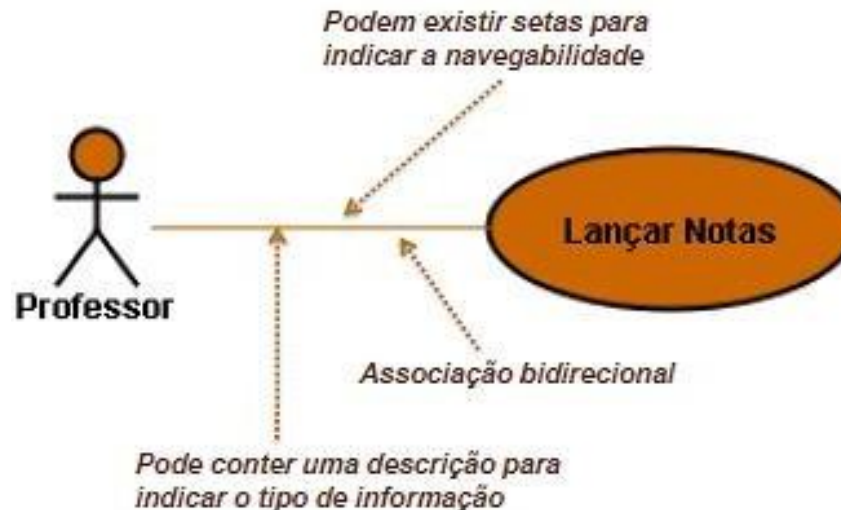 Podem existir setas para
indicar a navegabilidade
Lançar Notas
Professor
Associação bidirecional
Pode conter uma descrição para
indicar o tipo de informação